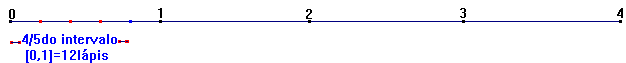 0 1 2 3 4
4/5do intervalo
[0,1]=12lápis